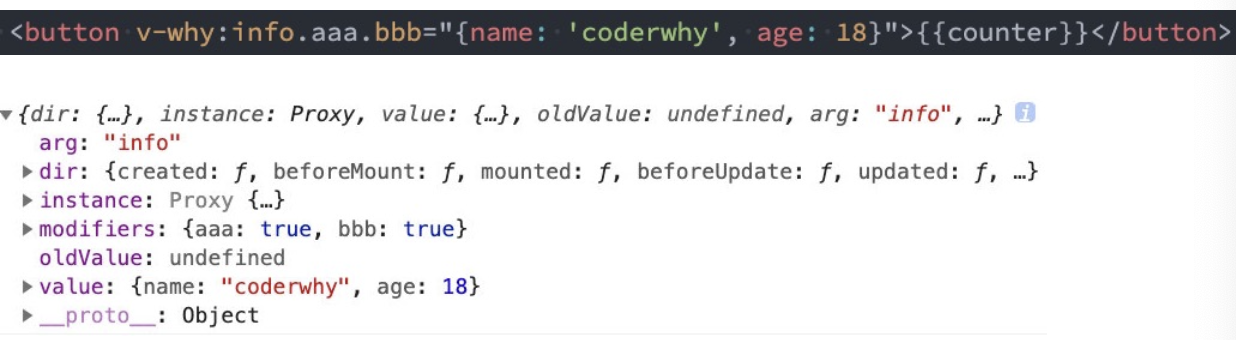 <button v-why:info.aaa.bbb="{name: 'coderwhy', age: 18}">{{counter}}</button>
▼{dir: {…}, instance: Proxy, value: {…}, oldValue: undefined, arg: "info", …} i
arg: "info"
▶dir: {created: ƒ, beforeMount: ƒ, mounted: ƒ, beforeUpdate: ƒ, updated: ƒ, …}
▶instance: Proxy {…}
▶modifiers: {aaa: true, bbb: true}
oldValue: undefined
▶value: {name: "coderwhy", age: 18}
▶__proto__: Object